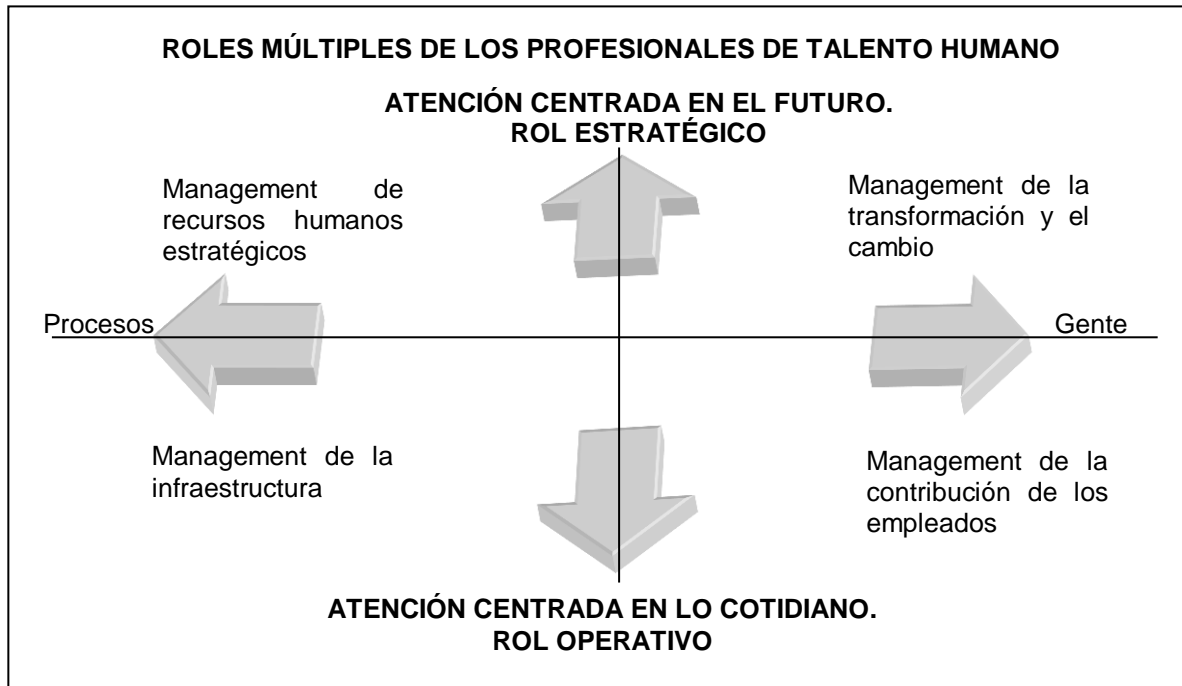 ROLES MÚLTIPLES DE LOS PROFESIONALES DE TALENTO HUMANO
ATENCIÓN CENTRADA EN EL FUTURO.
ROL ESTRATÉGICO
Management de
recursos humanos
estratégicos
Management de la
transformación y el
cambio
Procesos
Gente
Management de la
infraestructura
Management de la
contribución de los
empleados
ATENCIÓN CENTRADA EN LO COTIDIANO.
ROL OPERATIVO